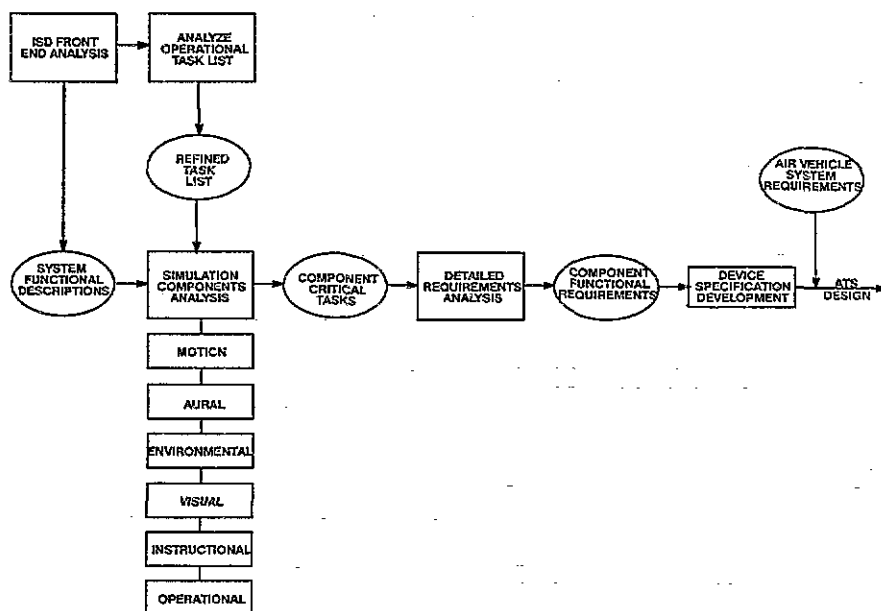 ISD FRONT
END ANALYSIS
ANALYZE
OPERATIONAL
TASK LIST
REFINED
TASK
LIST
AIR VEHICLE
SYSTEM
REQUIREMENTS
SYSTEM
FUNCTIONAL
DESCRIPTIONS
SIMULATION
COMPONENTS
ANALYSIS
COMPONENT
CRITICAL
TASKS
DETAILED
REQUIREMENTS
ANALYSIS
COMPONENT
FUNCTIONAL
REQUIREMENTS
DEVICE
SPECIFICATION
DEVELOPMENT
ATS
DESIGN
MOTION
AURAL
ENVIRONMENTAL
VISUAL
INSTRUCTIONAL
OPERATIONAL